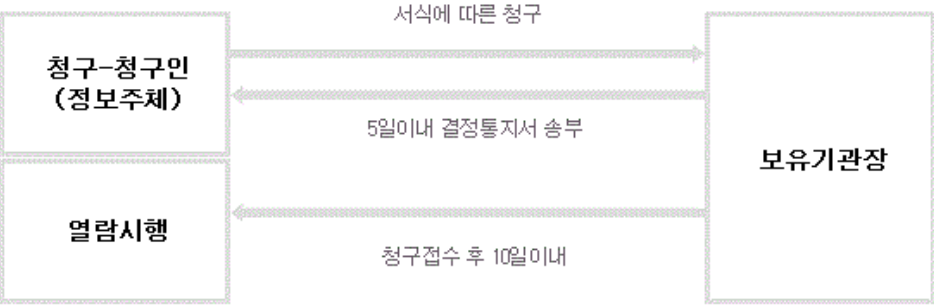 서식에 따른 청구
청구-청구인
(정보주체)
5일이내 결정통지서 송부
보유기관장
열람시행
청구접수 후 10일이내